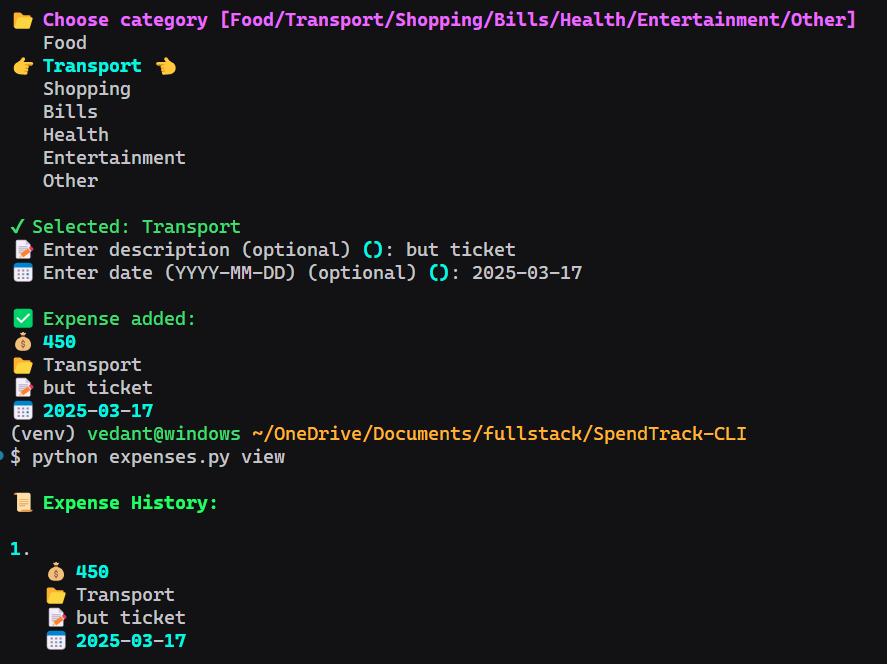 📂 Choose category [Food/Transport/Shopping/Bills/Health/Entertainment/Other]
Food
👉 Transport 👈
Shopping
Bills
Health
Entertainment
Other
✓ Selected: Transport
📝 Enter description (optional) (): but ticket
📅 Enter date (YYYY-MM-DD) (optional) (): 2025-03-17
✅ Expense added:
💰 450
📂 Transport
📝 but ticket
📅 2025-03-17
(venv) vedant@windows ~/OneDrive/Documents/fullstack/SpendTrack-CLI
$ python expenses.py view
📜 Expense History:
1.
💰 450
📂 Transport
📝 but ticket
📅 2025-03-17